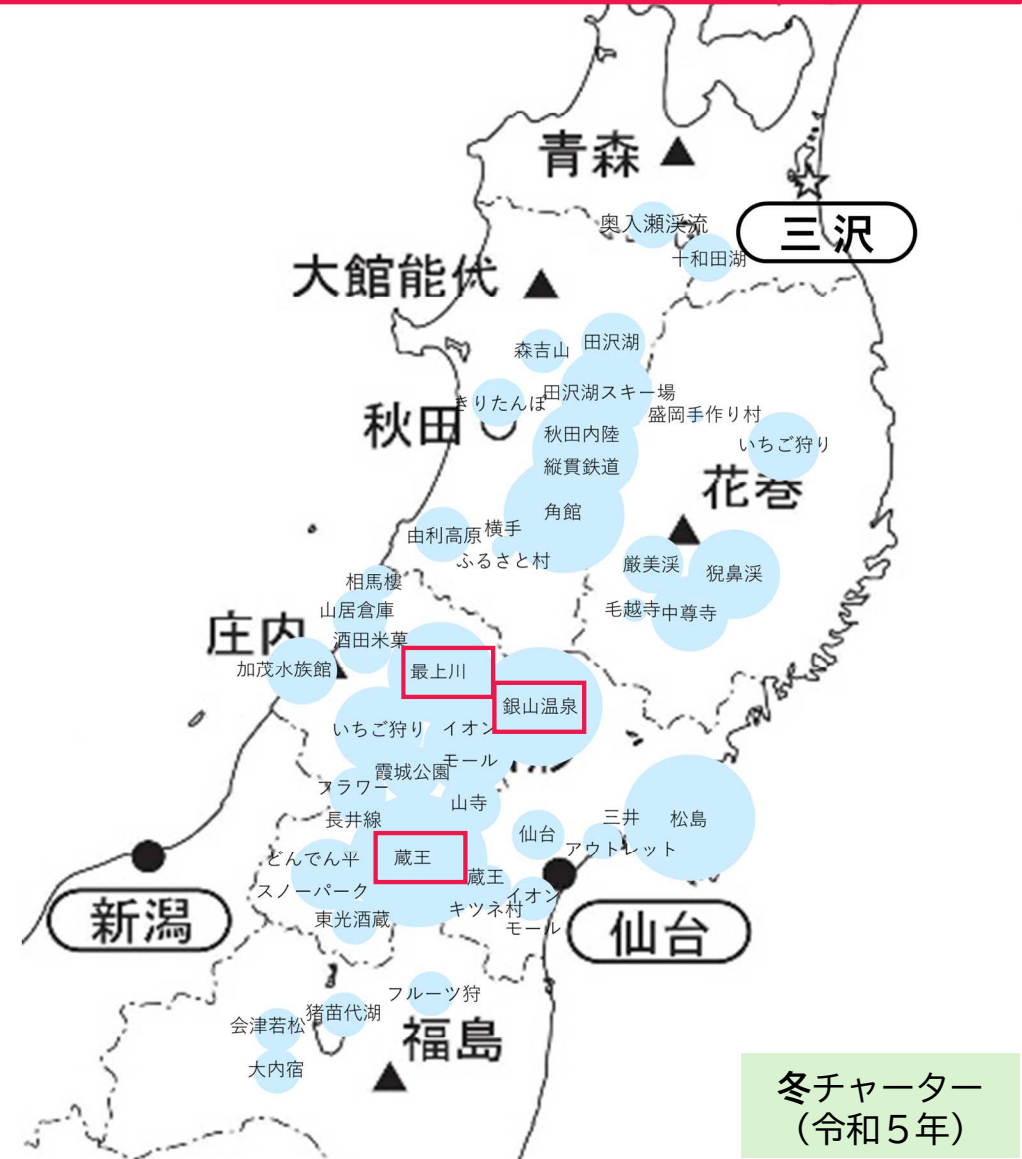 青森
奥入瀬渓流
三沢
十和田湖
大館能代
森吉山
田沢湖
きりたんぽ
田沢湖スキー場
盛岡手作り村
秋田
秋田内陸
縦貫鉄道
いちご狩り
花巻
角館
由利高原
横手
ふるさと村
厳美渓
猊鼻渓
相馬樓
山居倉庫
毛越寺
中尊寺
庄内
酒田米菓
加茂水族館
最上川
銀山温泉
いちご狩り
イオン
モール
霞城公園
フラワー
長井線
山寺
仙台
三井
アウトレット
松島
どんでん平
スノーパーク
蔵王
蔵王
キツネ村
イオン
モール
東光酒蔵
新潟
仙台
フルーツ狩
猪苗代湖
会津若松
福島
大内宿
冬チャーター
（令和５年）